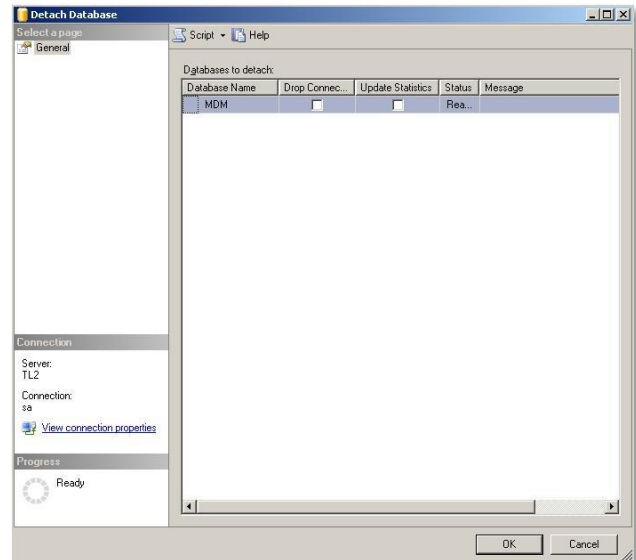 Detach Database
Select a page
General
Script
Help
Databases to detach:
Database Name Drop Connec... Update Statistics Status Message
MDM Rea...
Connection
Server:
TL2
Connection:
sa
View connection properties
Progress
Ready
OK Cancel